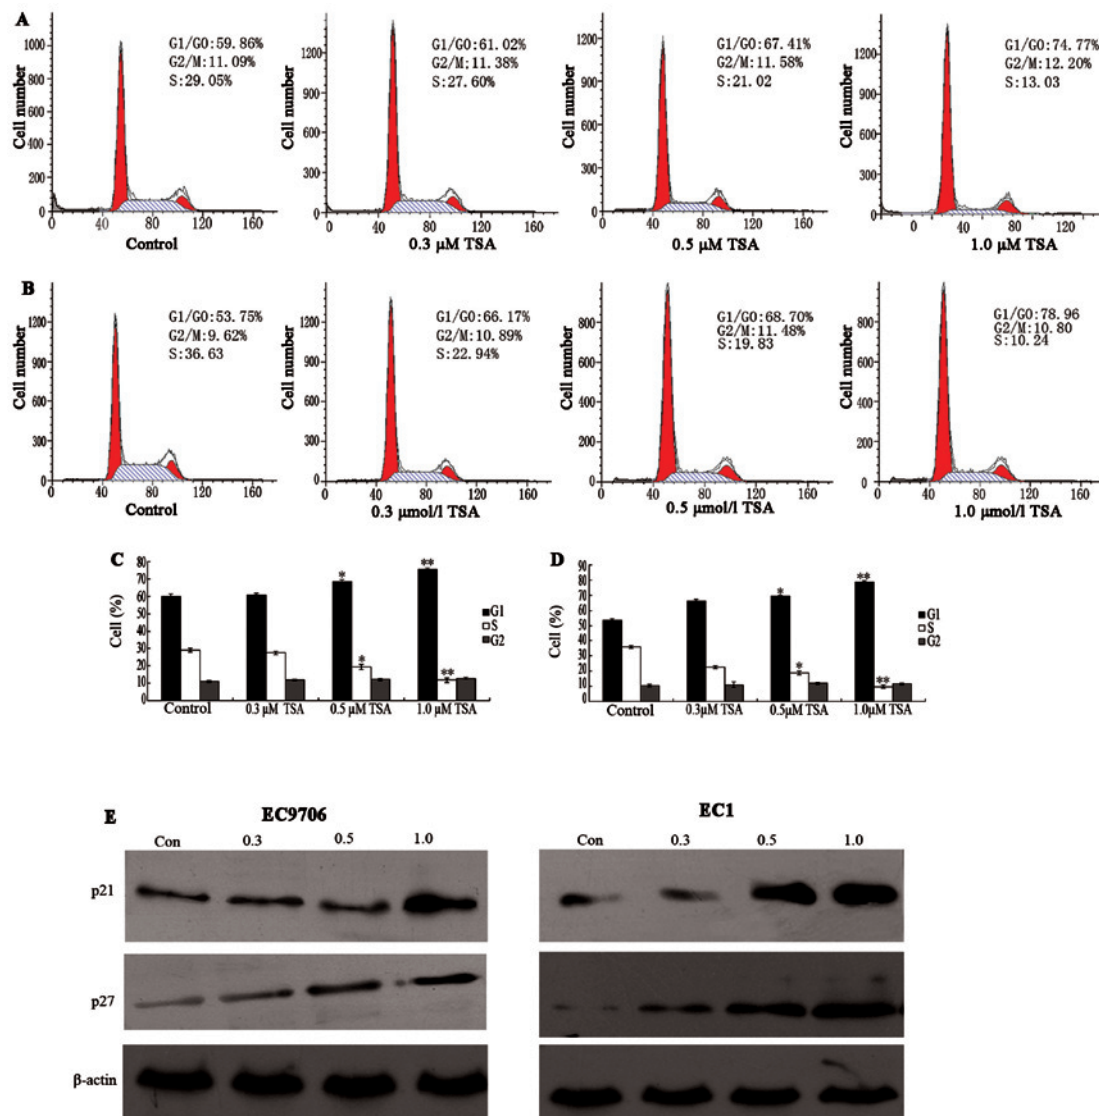 A
Cell number
1000
800
600
400
200
0
G1/G0:59.86%
G2/M:11.09%
S:29.05%
0 40 80 120 160
Control
Cell number
1200
900
600
300
0
G1/G0:61.02%
G2/M:11.38%
S:27.60%
0 40 80 120 160
0.3 μM TSA
Cell number
1200
900
600
300
0
G1/G0:67.41%
G2/M:11.58%
S:21.02
0 40 80 120 160
0.5 μM TSA
Cell number
1200
900
600
300
0
G1/G0:74.77%
G2/M:12.20%
S:13.03
0 40 80 120
1.0 μM TSA
B
Cell number
1200
900
600
300
0
G1/G0:53.75%
G2/M:9.62%
S:36.63
0 40 80 120 160
Control
Cell number
1200
900
600
300
0
G1/G0:66.17%
G2/M:10.89%
S:22.94%
0 40 80 120 160
0.3 μmol/l TSA
Cell number
800
600
400
200
0
G1/G0:68.70%
G2/M:11.48%
S:19.83
0 40 80 120 160
0.5 μmol/l TSA
Cell number
800
600
400
200
0
G1/G0:78.96
G2/M:10.80
S:10.24
0 40 80 120 160
1.0 μmol/l TSA
C
Cell (%)
80
70
60
50
40
30
20
10
0
* **
* **
G1
S
G2
Control 0.3 μM TSA 0.5 μM TSA 1.0 μM TSA
D
Cell (%)
90
80
70
60
50
40
30
20
10
0
* **
* **
G1
S
G2
Control 0.3μM TSA 0.5μM TSA 1.0μM TSA
E
EC9706 EC1
Con 0.3 0.5 1.0 Con 0.3 0.5 1.0
p21
p27
β-actin